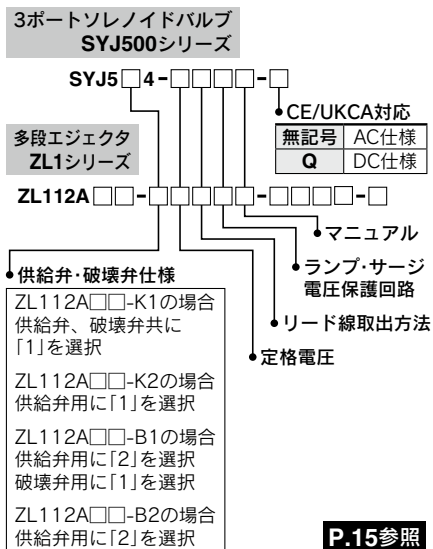 3ポートソレノイドバルブ
SYJ500シリーズ
SYJ5□4-□□□□-□
CE/UKCA対応
無記号 AC仕様
Q DC仕様
多段エジェクタ
ZL1シリーズ
ZL112A□□-□□□□□-□□□□-□
マニュアル
ランプ･サージ
電圧保護回路
リード線取出方法
定格電圧
供給弁･破壊弁仕様
ZL112A□□-K1の場合
供給弁、破壊弁共に
｢1｣を選択
ZL112A□□-K2の場合
供給弁用に｢1｣を選択
ZL112A□□-B1の場合
供給弁用に｢2｣を選択
破壊弁用に｢1｣を選択
ZL112A□□-B2の場合
供給弁用に｢2｣を選択
P.15参照